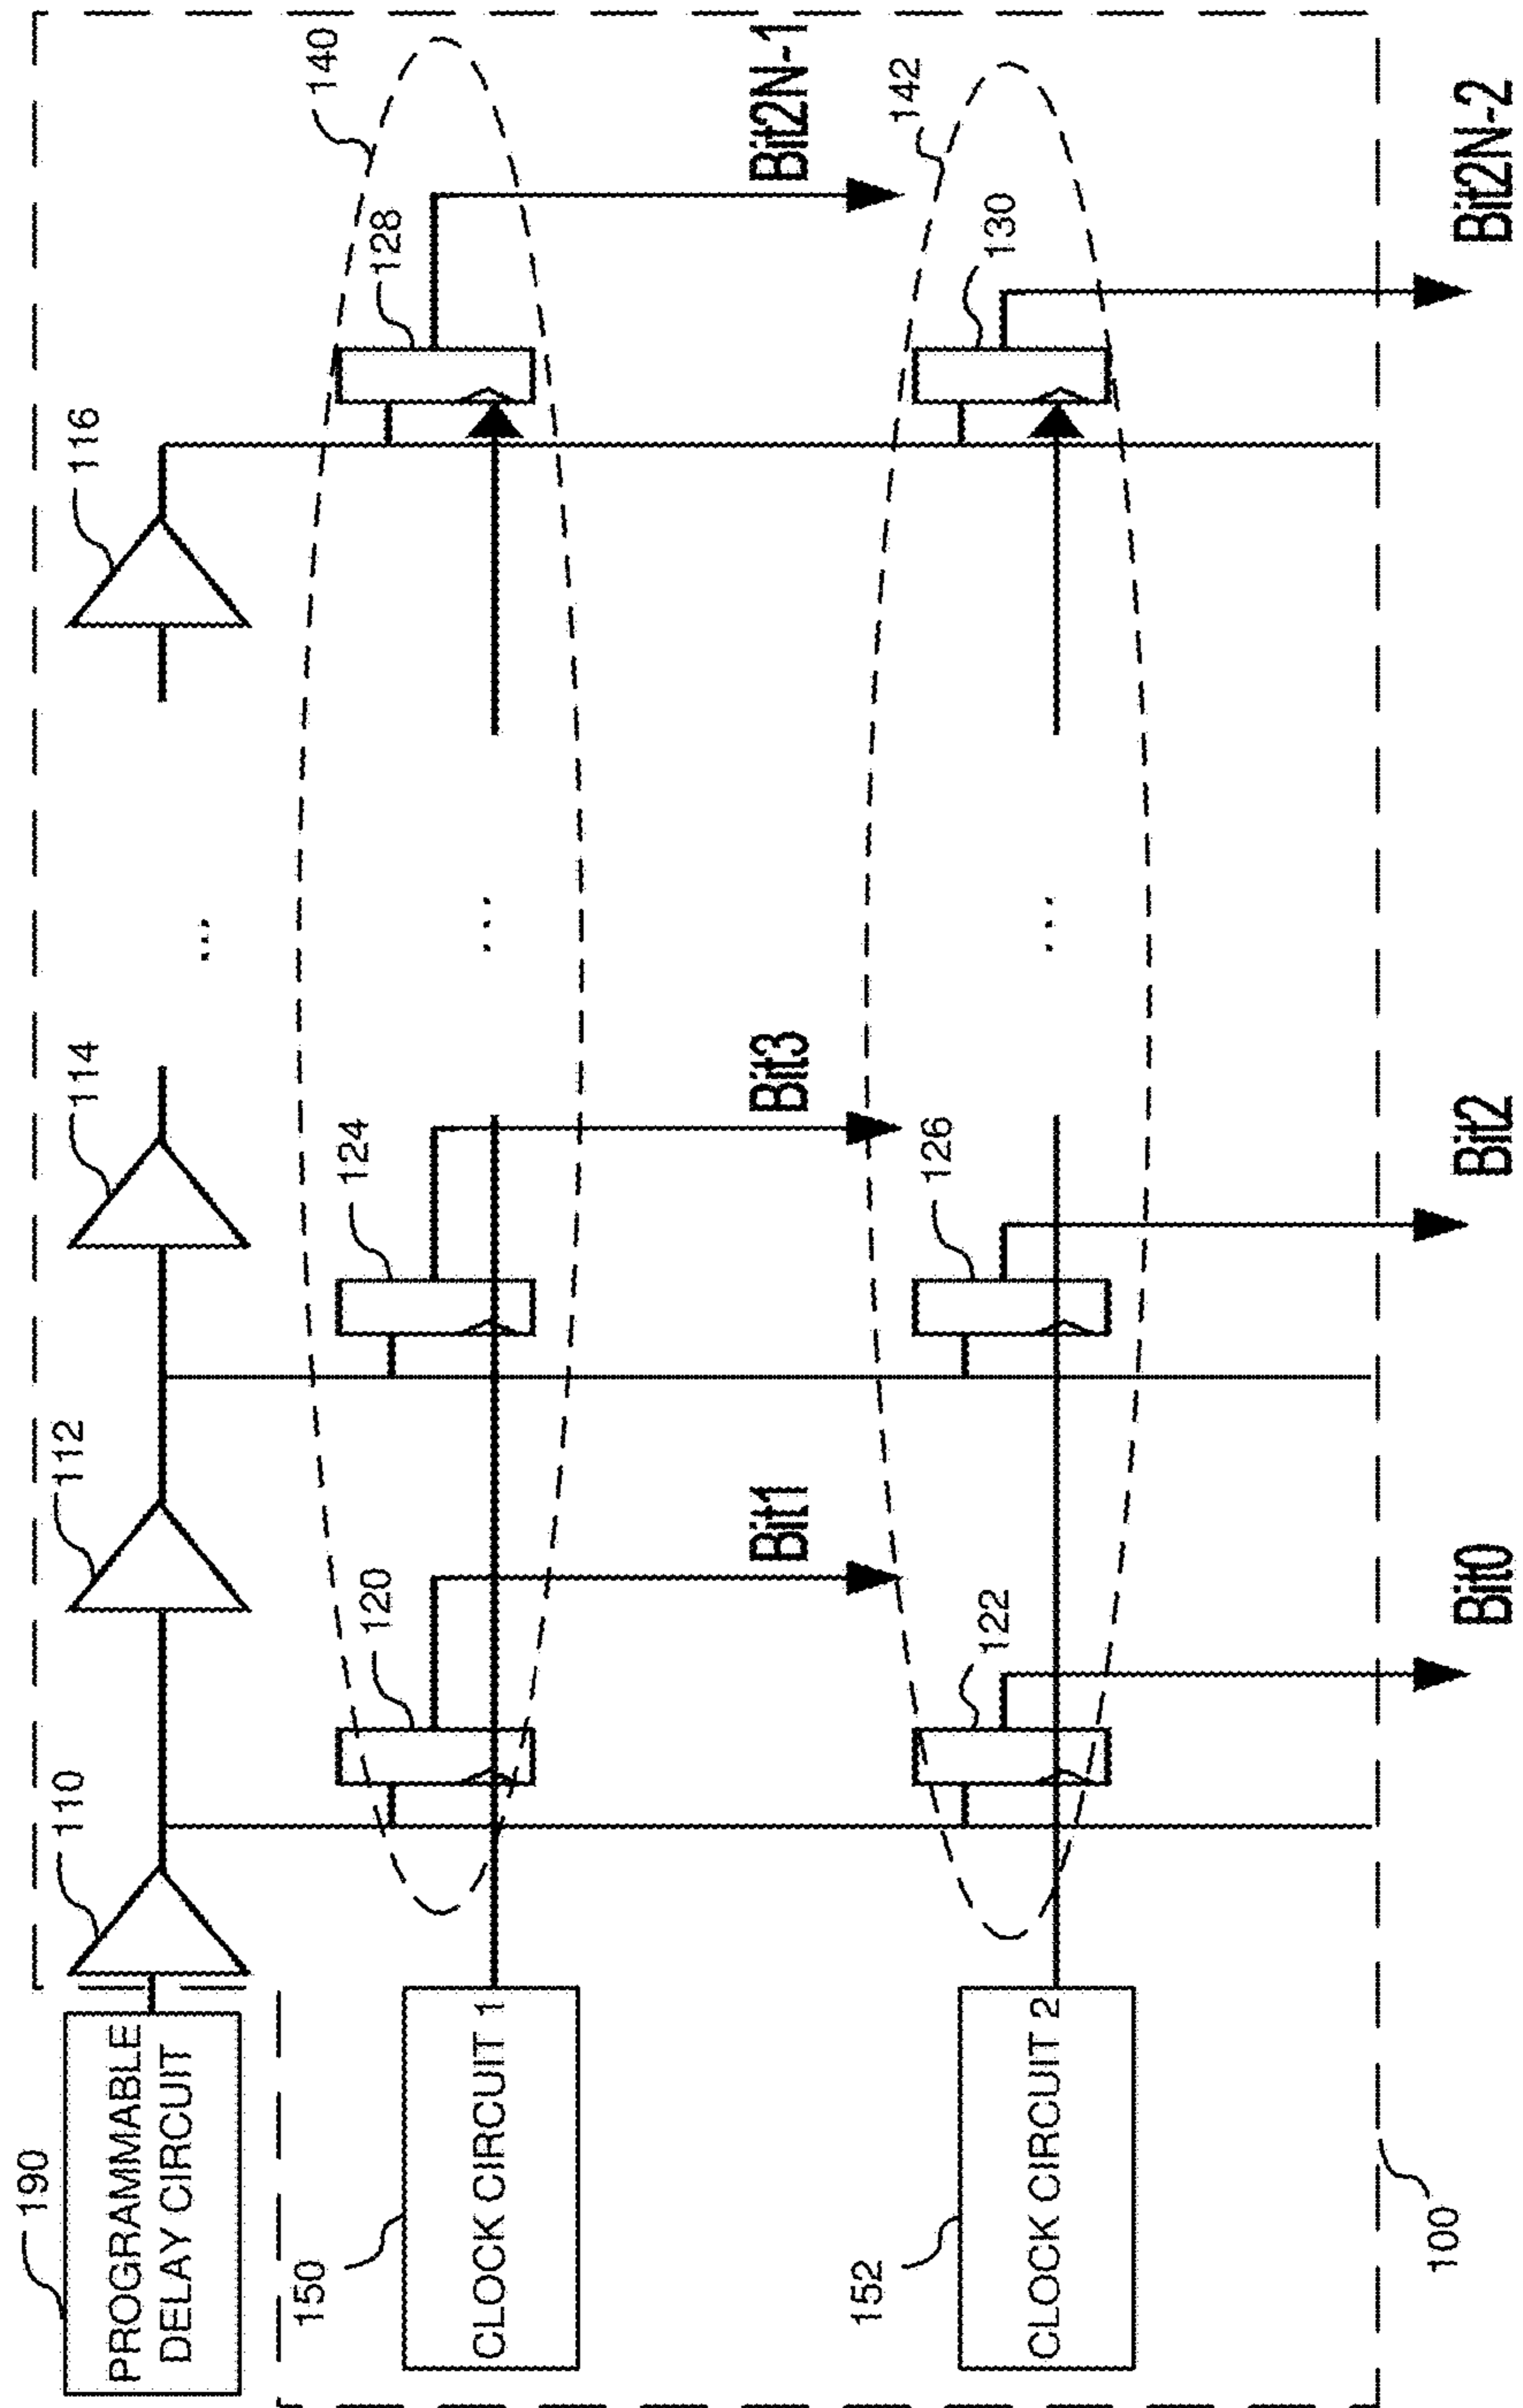 190
PROGRAMMABLE
DELAY CIRCUIT
110
112
114
...
116
140
150
CLOCK CIRCUIT 1
120
124
...
128
Bit1
Bit3
Bit2N-1
142
152
CLOCK CIRCUIT 2
122
126
...
130
100
Bit0
Bit2
Bit2N-2